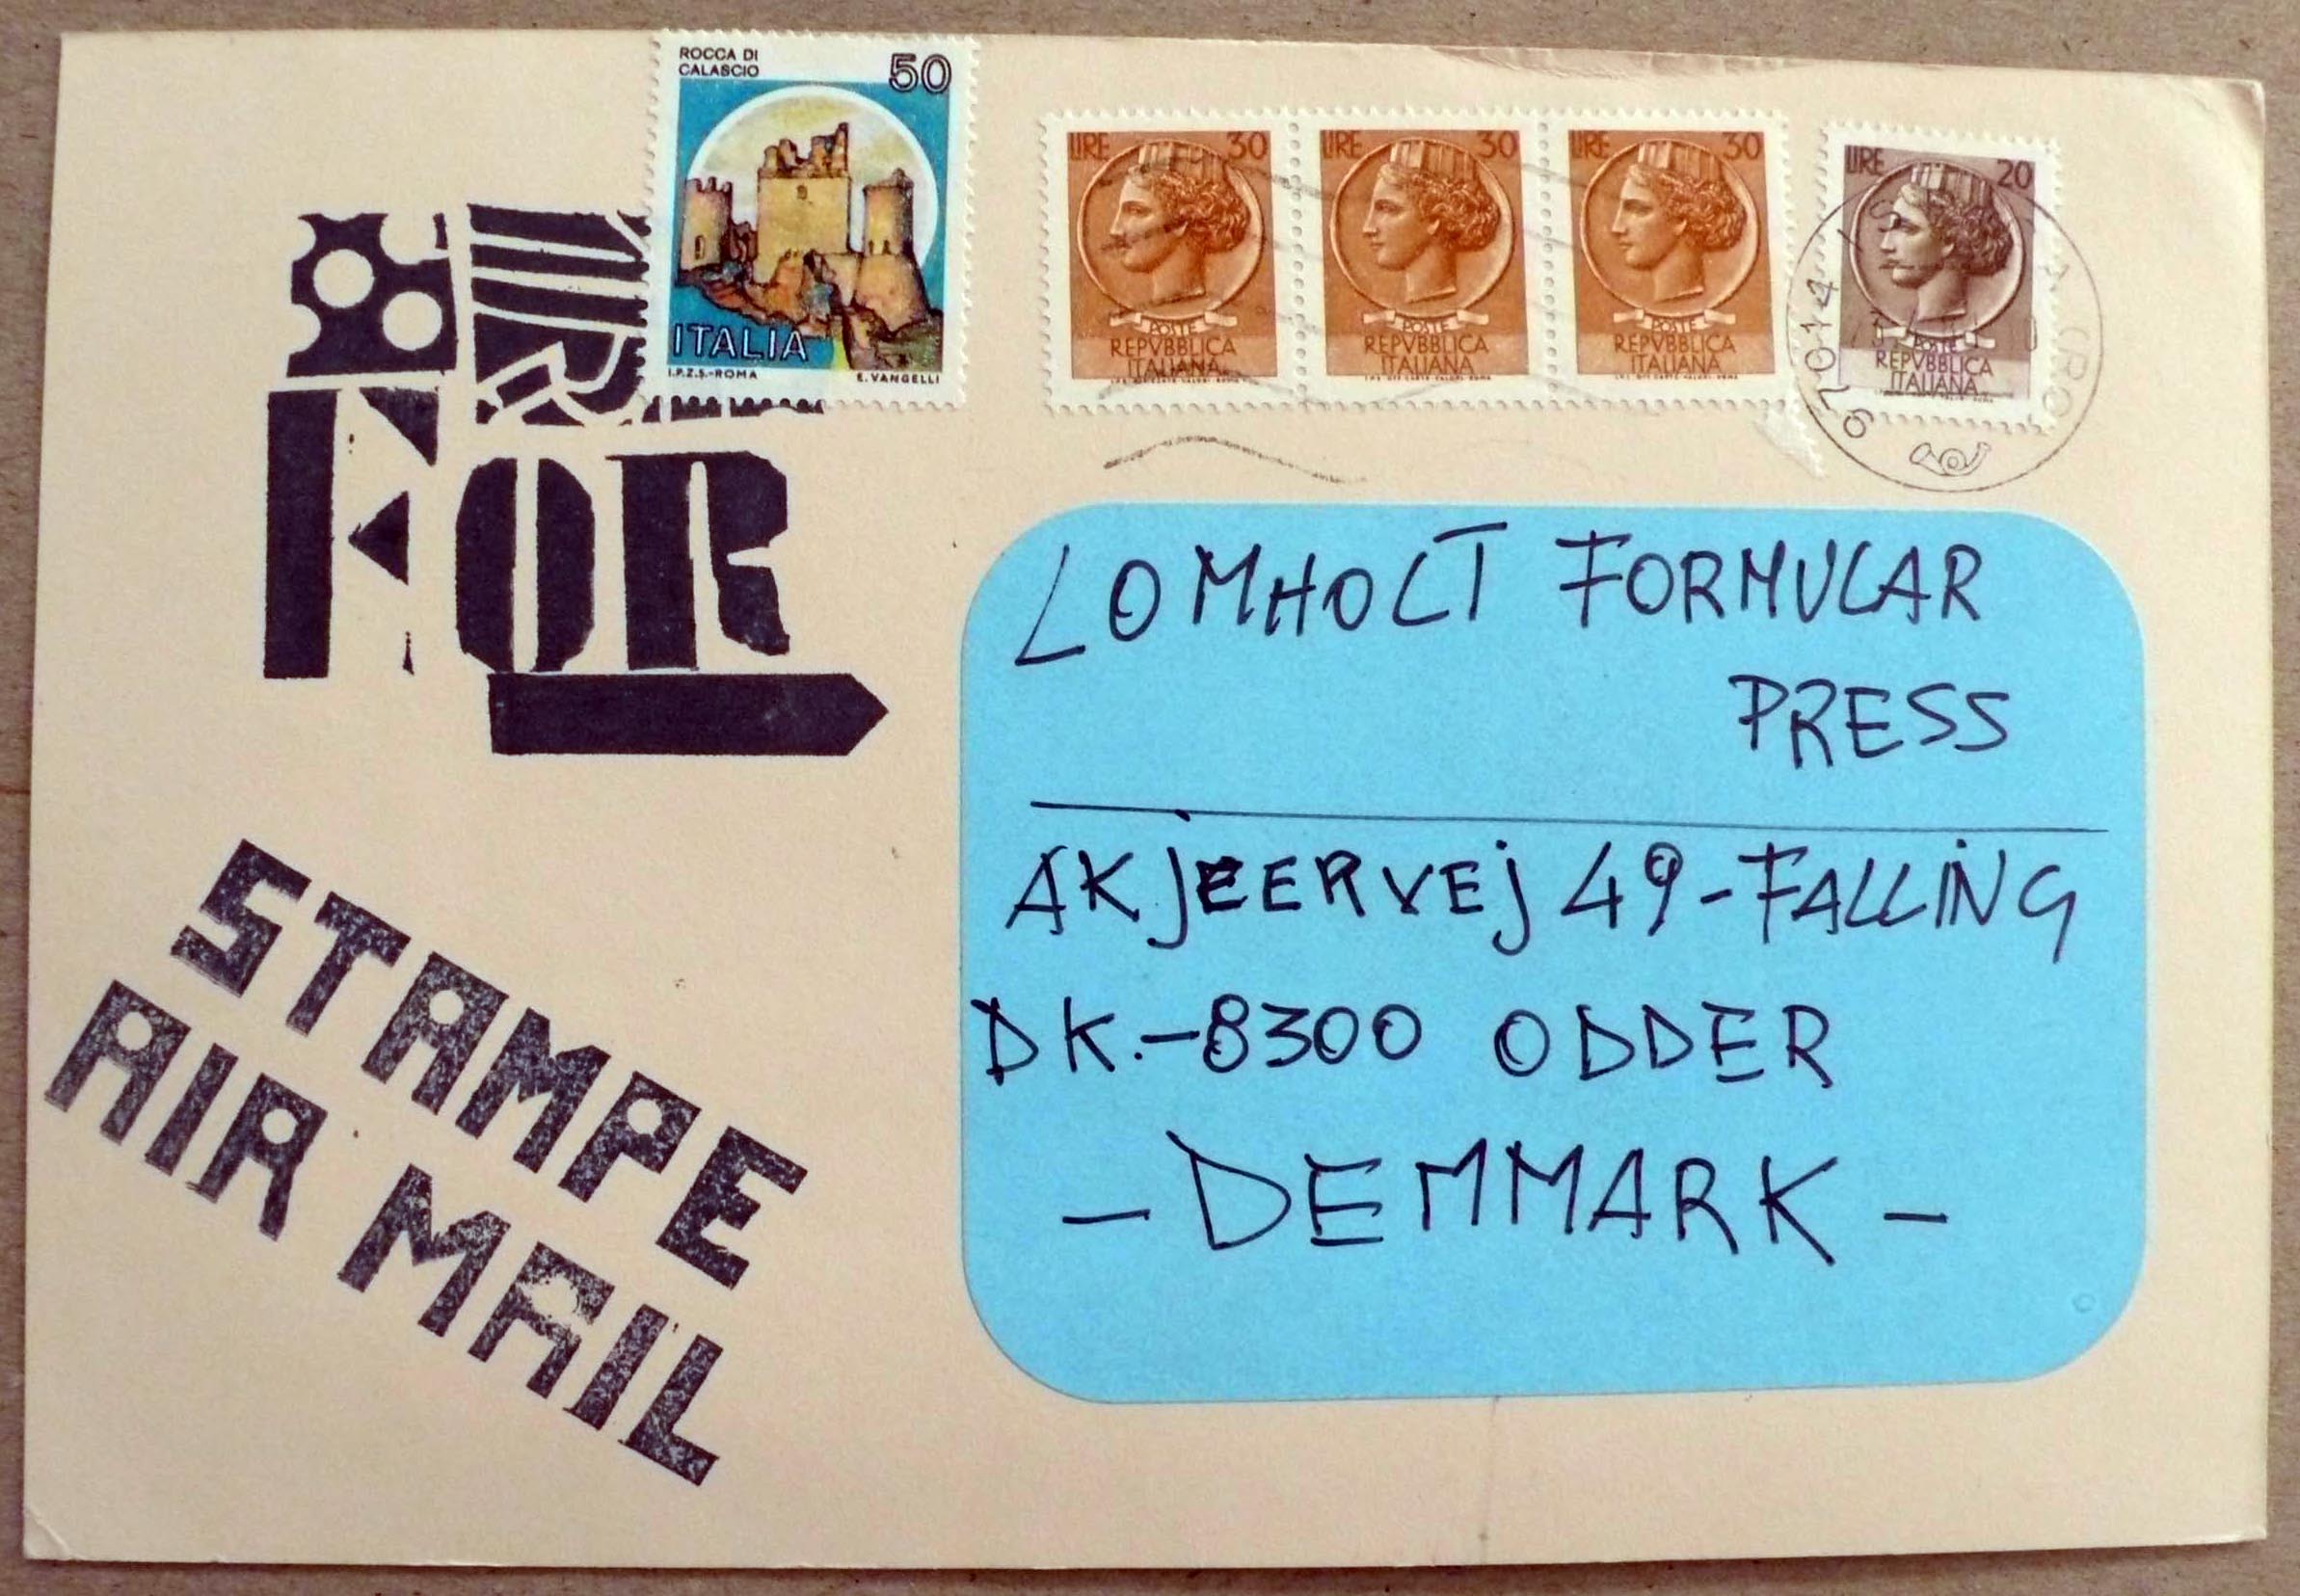 ROCCA DI
CALASCIO
50
ITALIA
I.P.Z.S.-ROMA E. VANGELLI
LIRE 30
POSTE
REPVBBLICA
ITALIANA
LIRE 30
POSTE
REPVBBLICA
ITALIANA
LIRE 30
POSTE
REPVBBLICA
ITALIANA
LIRE 20
POSTE
REPVBBLICA
ITALIANA
97014
FOR
STAMPE
AIR MAIL
LOMHOLT FORMULAR
PRESS
AKJEERVEJ 49-FALLING
DK.-8300 ODDER
- DEMMARK -